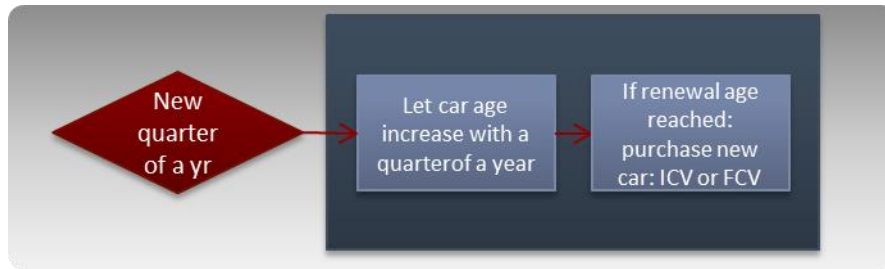 New
quarter
of a yr
Let car age
increase with a
quarterof a year
If renewal age
reached:
purchase new
car: ICV or FCV